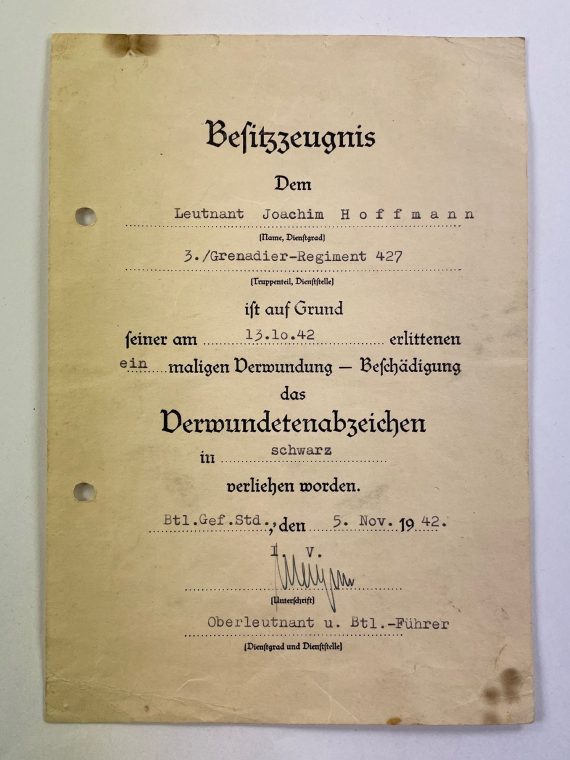 Besitzzeugnis
Dem
Leutnant Joachim H o f f m a n n
(Name, Dienstgrad)
3./Grenadier-Regiment 427
(Truppenteil, Dienststelle)
ist auf Grund
seiner am 13.10.42 erlittenen
ein maligen Verwundung – Beschädigung
das
Verwundetenabzeichen
in schwarz
verliehen worden.
Btl.Gef.Std., den 5. Nov. 1942.
I. V.
(Unterschrift)
Oberleutnant u. Btl.-Führer
(Dienstgrad und Dienststelle)